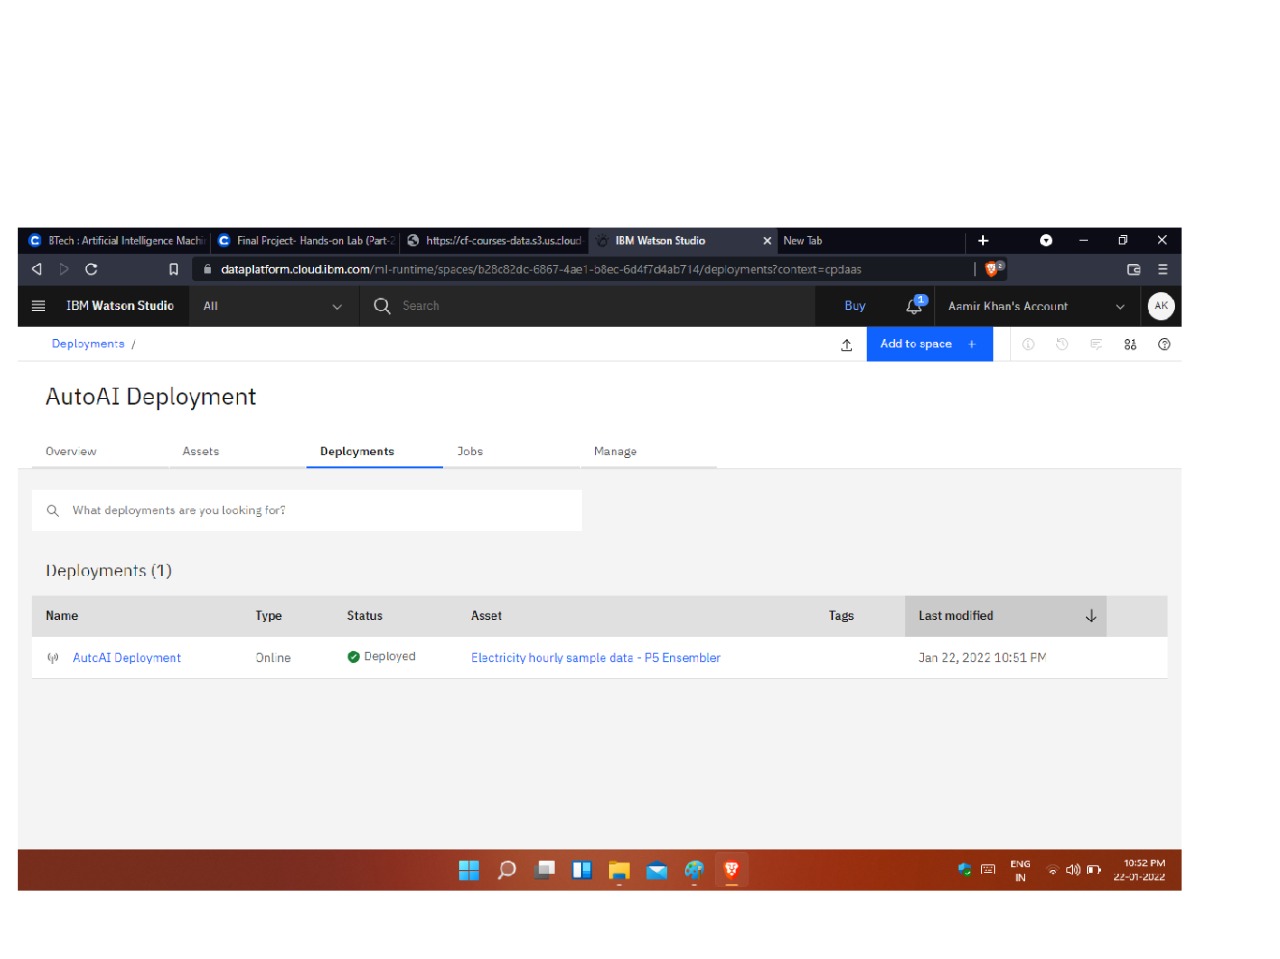 BTech : Artificial Intelligence Machi
Final Project- Hands-on Lab (Part-2
https://cf-courses-data.s3.us.cloud-
IBM Watson Studio
New Tab
dataplatform.cloud.ibm.com/ml-runtime/spaces/b28c82dc-6867-4ae1-b8ec-6d4f7d4ab714/deployments?context=cpdaas
2
IBM Watson Studio
All
Search
Buy
1
Aamir Khan's Account
AK
Deployments /
Add to space +
AutoAI Deployment
Overview
Assets
Deployments
Jobs
Manage
What deployments are you looking for?
Deployments (1)
Name Type Status Asset Tags Last modified
AutoAI Deployment Online Deployed Electricity hourly sample data - P5 Ensembler Jan 22, 2022 10:51 PM
ENG
IN
10:52 PM
22-01-2022